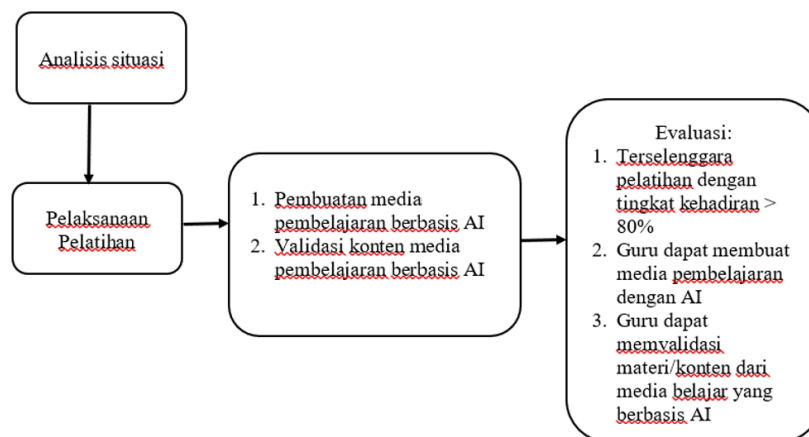 Analisis situasi
Pelaksanaan
Pelatihan
1. Pembuatan media
pembelajaran berbasis AI
2. Validasi konten media
pembelajaran berbasis AI
Evaluasi:
1. Terselenggara
pelatihan dengan
tingkat kehadiran >
80%
2. Guru dapat membuat
media pembelajaran
dengan AI
3. Guru dapat
memvalidasi
materi/konten dari
media belajar yang
berbasis AI